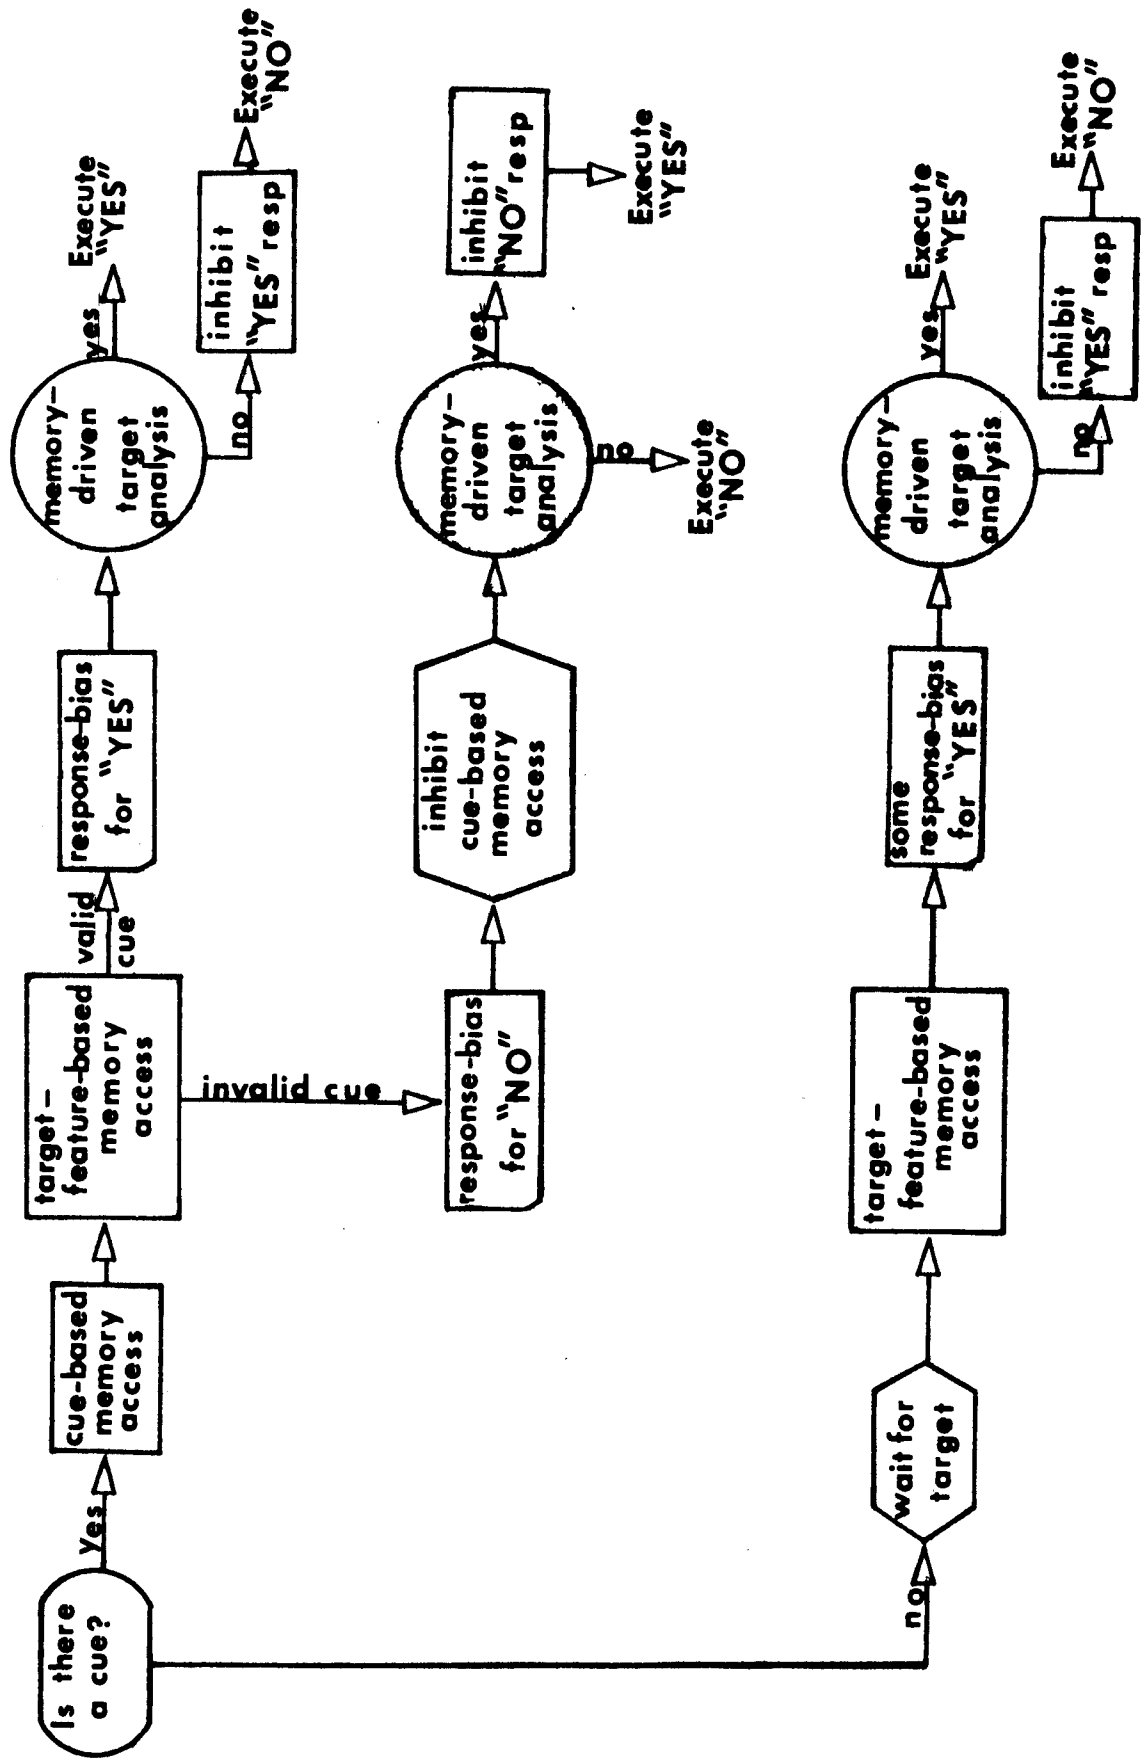 Is there
a cue?
Yes
cue-based
memory
access
target-
feature-based
memory
access
valid
cue
response-bias
for "YES"
memory-
driven
target
analysis
yes
Execute
"YES"
no
inhibit
"YES" resp
Execute
"NO"
invalid cue
response-bias
for "NO"
inhibit
cue-based
memory
access
memory-
driven
target
analysis
yes
inhibit
"NO" resp
Execute
"YES"
no
Execute
"NO"
no
wait for
target
target-
feature-based
memory
access
some
response-bias
for "YES"
memory-
driven
target
analysis
yes
Execute
"YES"
no
inhibit
"YES" resp
Execute
"NO"